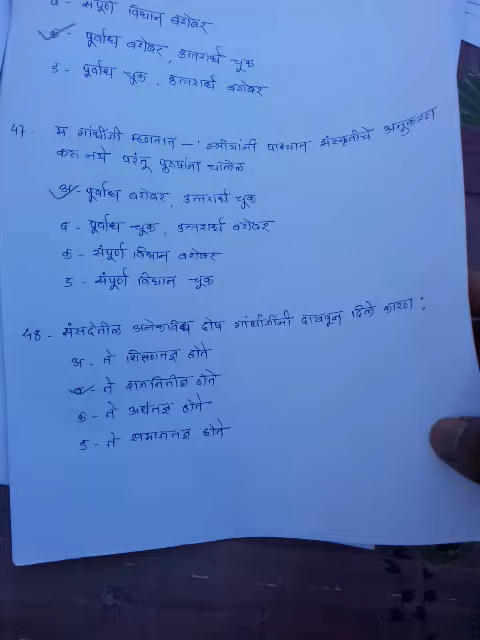 ब - संपूर्ण विधान बरोबर
क - पूर्वार्ध बरोबर, उत्तरार्ध चूक
ड - पूर्वार्ध चूक, उत्तरार्ध बरोबर
47 - म. गांधीजी म्हणतात - 'स्त्रीयांनी पाश्चात्य संस्कृतीचे अनुकरण
करू नये परंतू पुरुषांना चालेल.
अ - पूर्वार्ध बरोबर, उत्तरार्ध चूक
ब - पूर्वार्ध चूक, उत्तरार्ध बरोबर
क - संपूर्ण विधान बरोबर
ड - संपूर्ण विधान चूक
48 - संसदेतील अनेकविध दोष गांधीजींनी दाखवून दिले कारण :
अ - ते शिक्षणतज्ञ होते
ब - ते राजनितीज्ञ होते
क - ते अर्थतज्ञ होते
ड - ते समाजतज्ञ होते